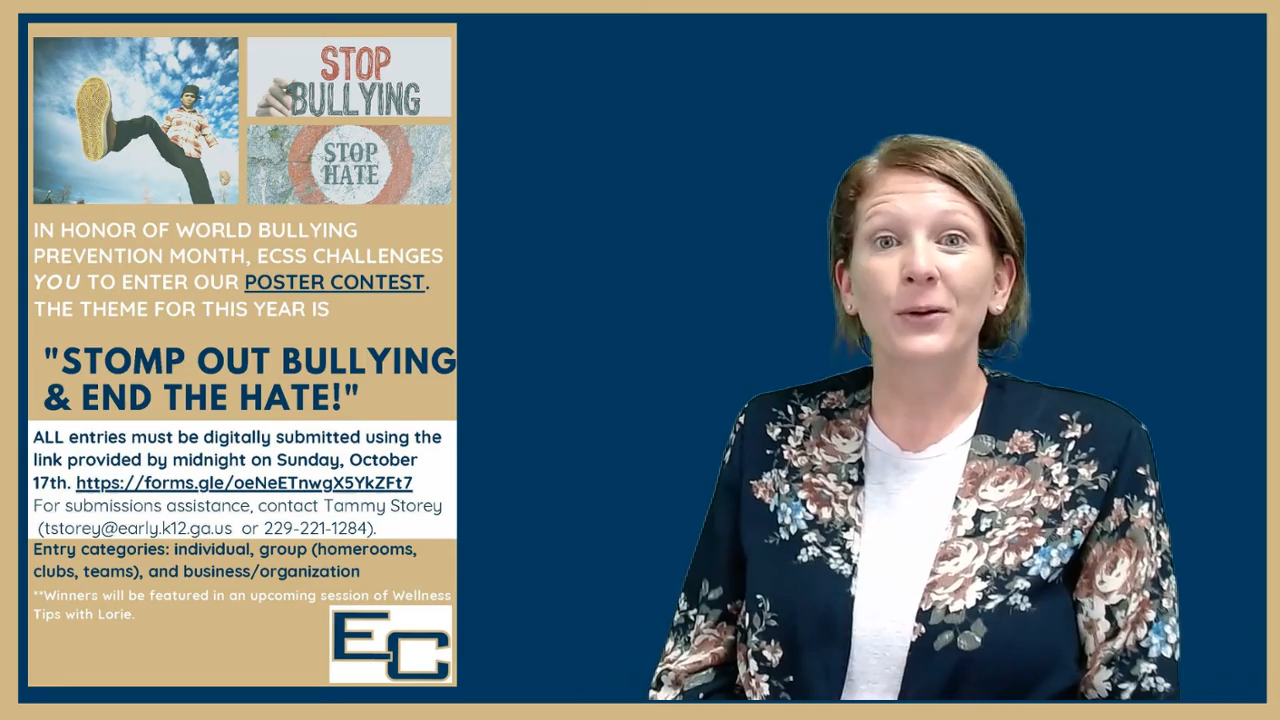 STOP
BULLYING
STOP
HATE
IN HONOR OF WORLD BULLYING
PREVENTION MONTH, ECSS CHALLENGES
YOU TO ENTER OUR POSTER CONTEST.
THE THEME FOR THIS YEAR IS
"STOMP OUT BULLYING
& END THE HATE!"
ALL entries must be digitally submitted using the
link provided by midnight on Sunday, October
17th. https://forms.gle/oeNeETnwgX5YkZFt7
For submissions assistance, contact Tammy Storey
(tstorey@early.k12.ga.us or 229-221-1284).
Entry categories: individual, group (homerooms,
clubs, teams), and business/organization
**Winners will be featured in an upcoming session of Wellness
Tips with Lorie.
EC